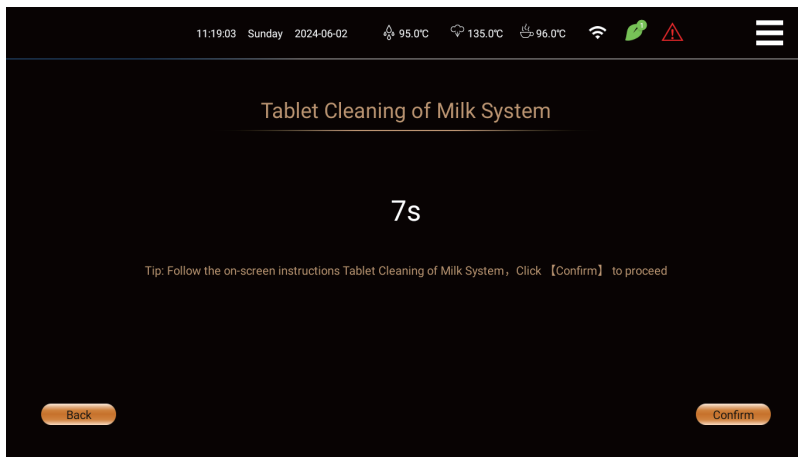 11:19:03 Sunday 2024-06-02 95.0℃ 135.0℃ 96.0℃ 1
Tablet Cleaning of Milk System
7s
Tip: Follow the on-screen instructions Tablet Cleaning of Milk System，Click 【Confirm】 to proceed
Back Confirm